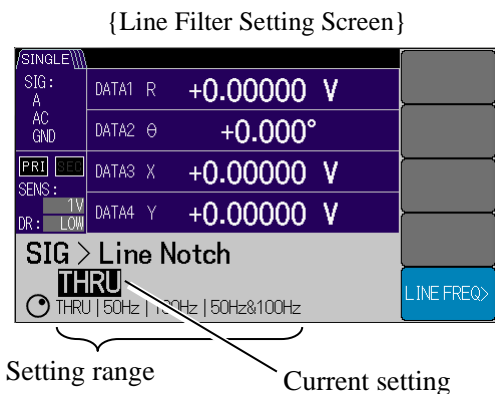 {Line Filter Setting Screen}
SINGLE
SIG:
A
AC
GND
DATA1 R +0.00000 V
DATA2 θ +0.000°
PRI SEC
DATA3 X +0.00000 V
SENS:
1V
DATA4 Y +0.00000 V
DR: LOW
SIG > Line Notch
THRU
THRU | 50Hz | 100Hz | 50Hz&100Hz
LINE FREQ>
Setting range
Current setting